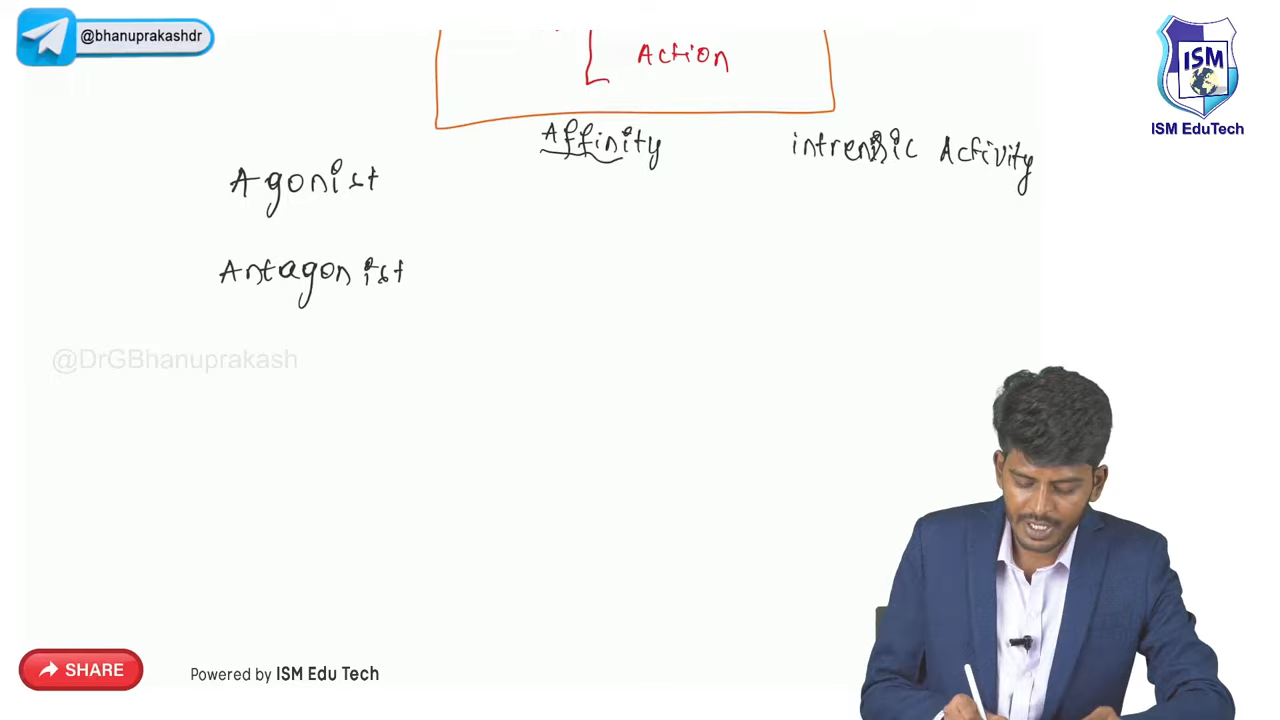 @bhanuprakashdr
Action
ISM
ISM EduTech
Affinity
intrensic Activity
Agonist
Antagonist
@DrGBhanuprakash
SHARE
Powered by ISM Edu Tech